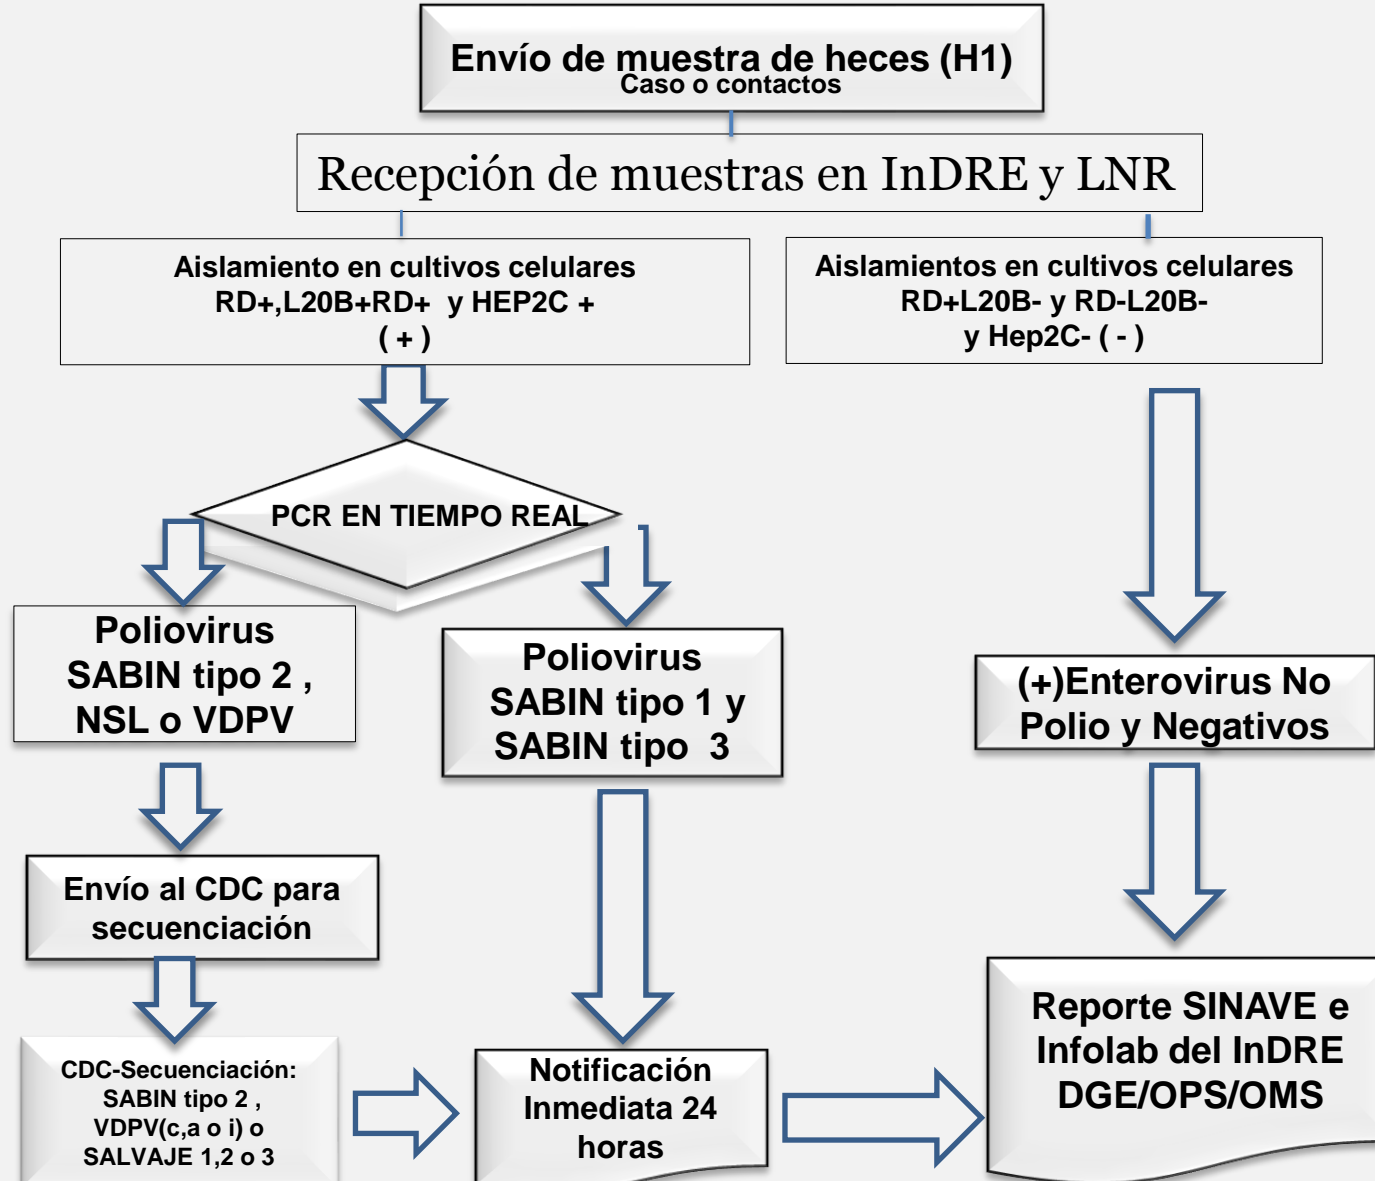 Envío de muestra de heces (H1)
Caso o contactos
Recepción de muestras en InDRE y LNR
Aislamiento en cultivos celulares
RD+,L20B+RD+ y HEP2C +
( + )
Aislamientos en cultivos celulares
RD+L20B- y RD-L20B-
y Hep2C- ( - )
PCR EN TIEMPO REAL
Poliovirus
SABIN tipo 2 ,
NSL o VDPV
Poliovirus
SABIN tipo 1 y
SABIN tipo 3
(+)Enterovirus No
Polio y Negativos
Envío al CDC para
secuenciación
CDC-Secuenciación:
SABIN tipo 2 ,
VDPV(c,a o i) o
SALVAJE 1,2 o 3
Notificación
Inmediata 24
horas
Reporte SINAVE e
Infolab del InDRE
DGE/OPS/OMS